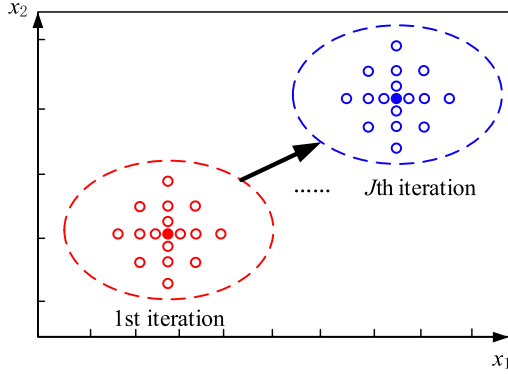 x2
...... Jth iteration
1st iteration
x1